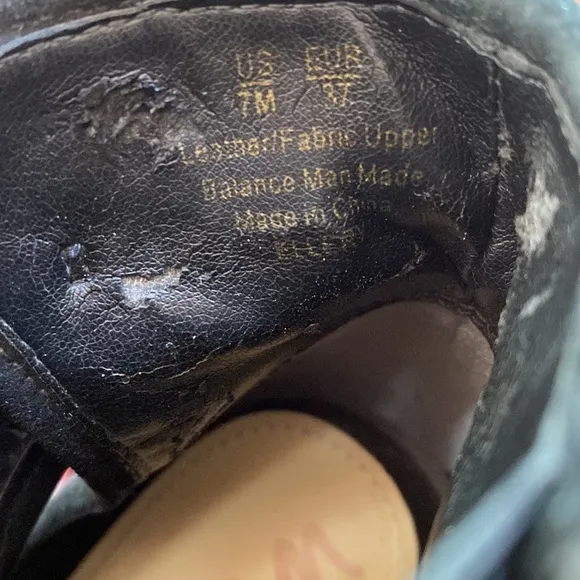 US EUR
7M 37
Leather/Fabric Upper
Balance Man Made
Made in China